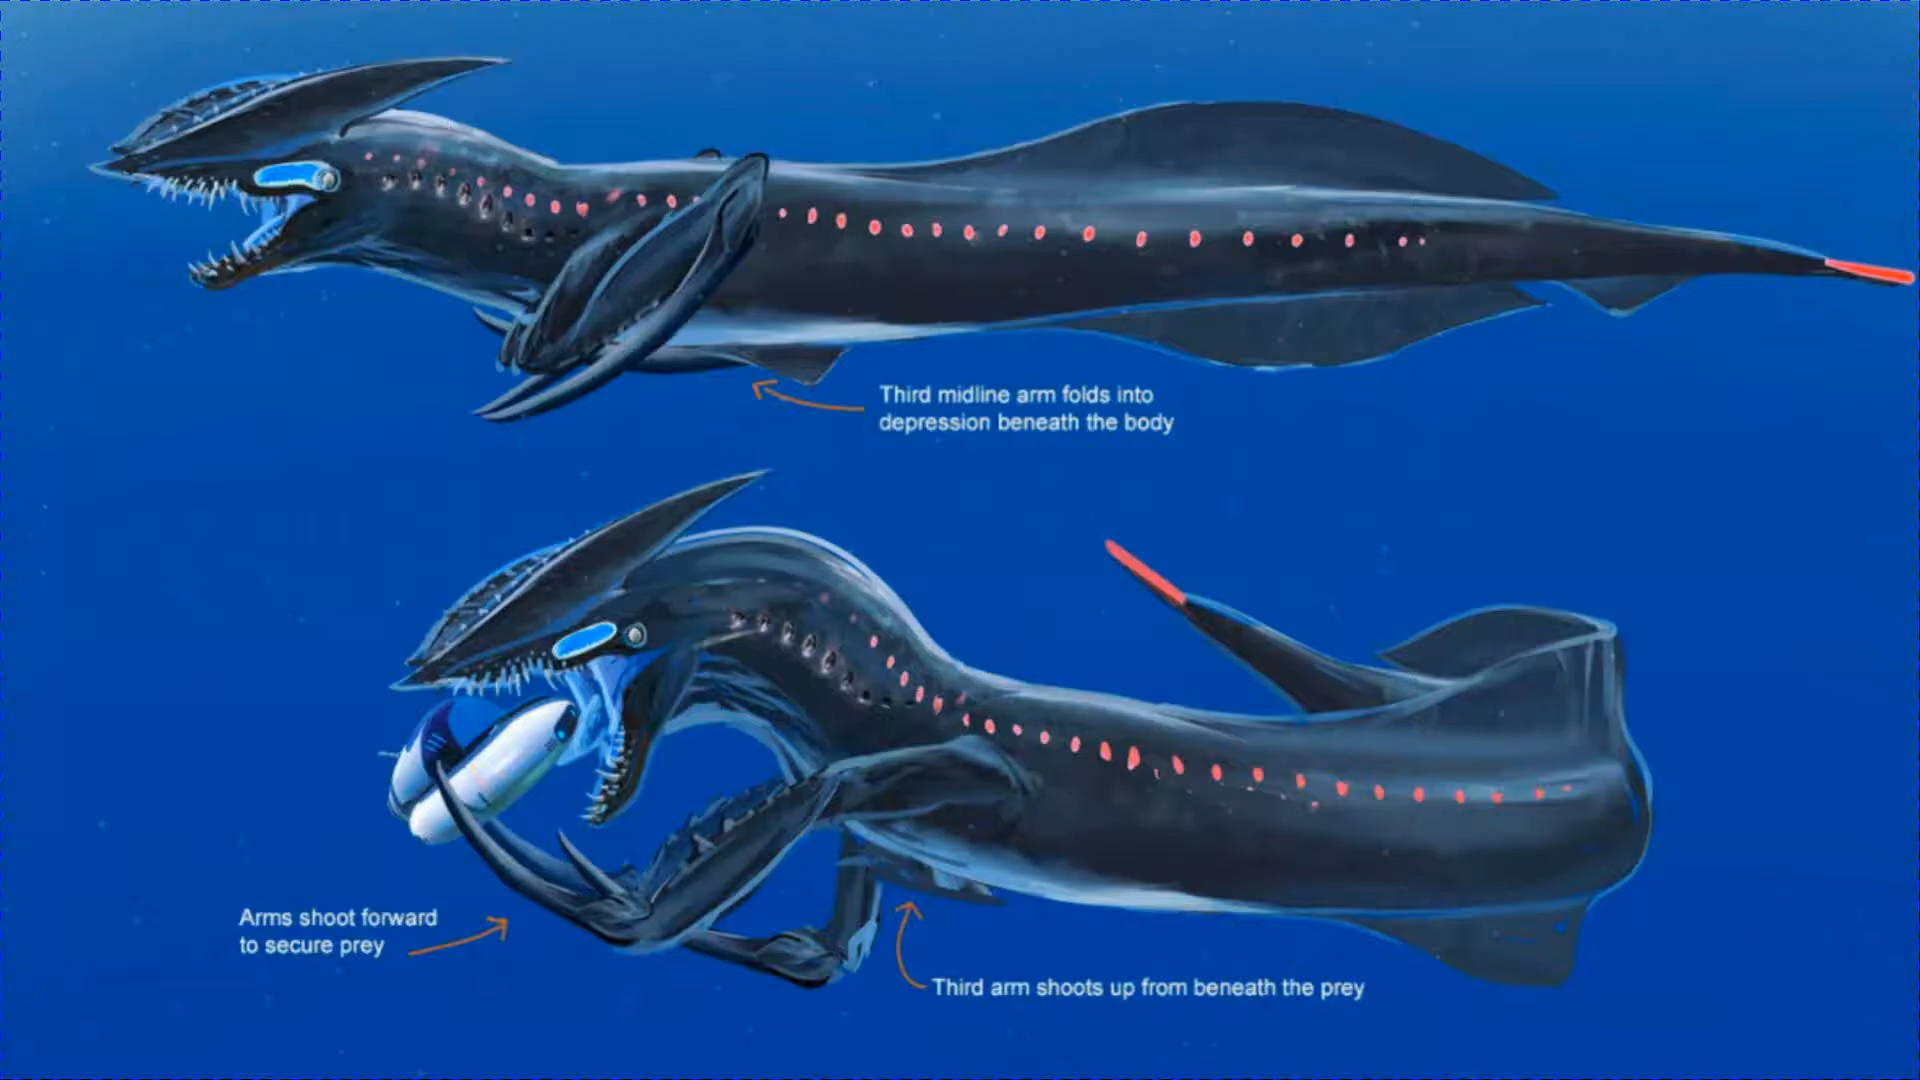 Third midline arm folds into
depression beneath the body
Arms shoot forward
to secure prey
Third arm shoots up from beneath the prey